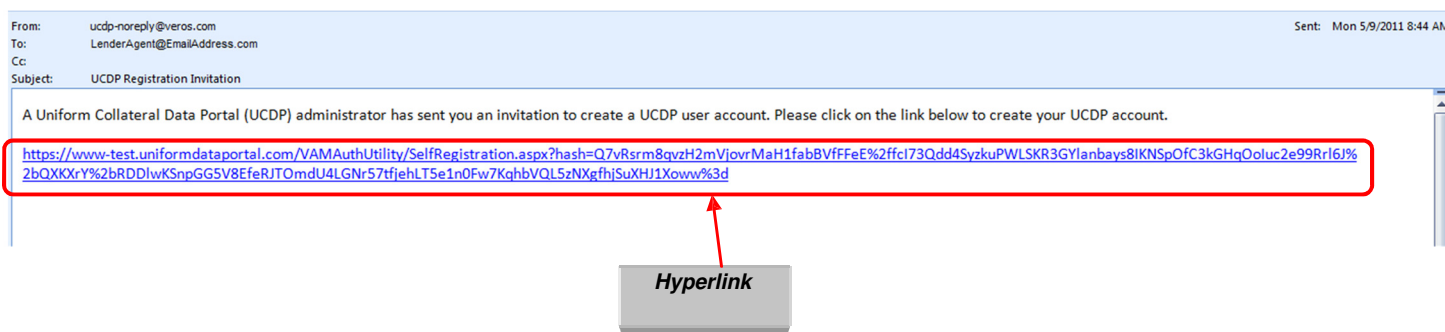 From: ucdp-noreply@veros.com Sent: Mon 5/9/2011 8:44 AM
To: LenderAgent@EmailAddress.com
Cc:
Subject: UCDP Registration Invitation
A Uniform Collateral Data Portal (UCDP) administrator has sent you an invitation to create a UCDP user account. Please click on the link below to create your UCDP account.
https://www-test.uniformdataportal.com/VAMAuthUtility/SelfRegistration.aspx?hash=Q7vRsrm8qvzH2mVjovrMaH1fabBVfFFeE%2ffcI73Qdd4SyzkuPWLSKR3GYlanbays8IKNSpOfC3kGHqOoIuc2e99Rrl6J%
2bQXKXrY%2bRDDlwKSnpGG5V8EfeRJTOmdU4LGNr57tfjehLT5e1n0Fw7KqhbVQL5zNXgfhjSuXHJ1Xoww%3d
Hyperlink